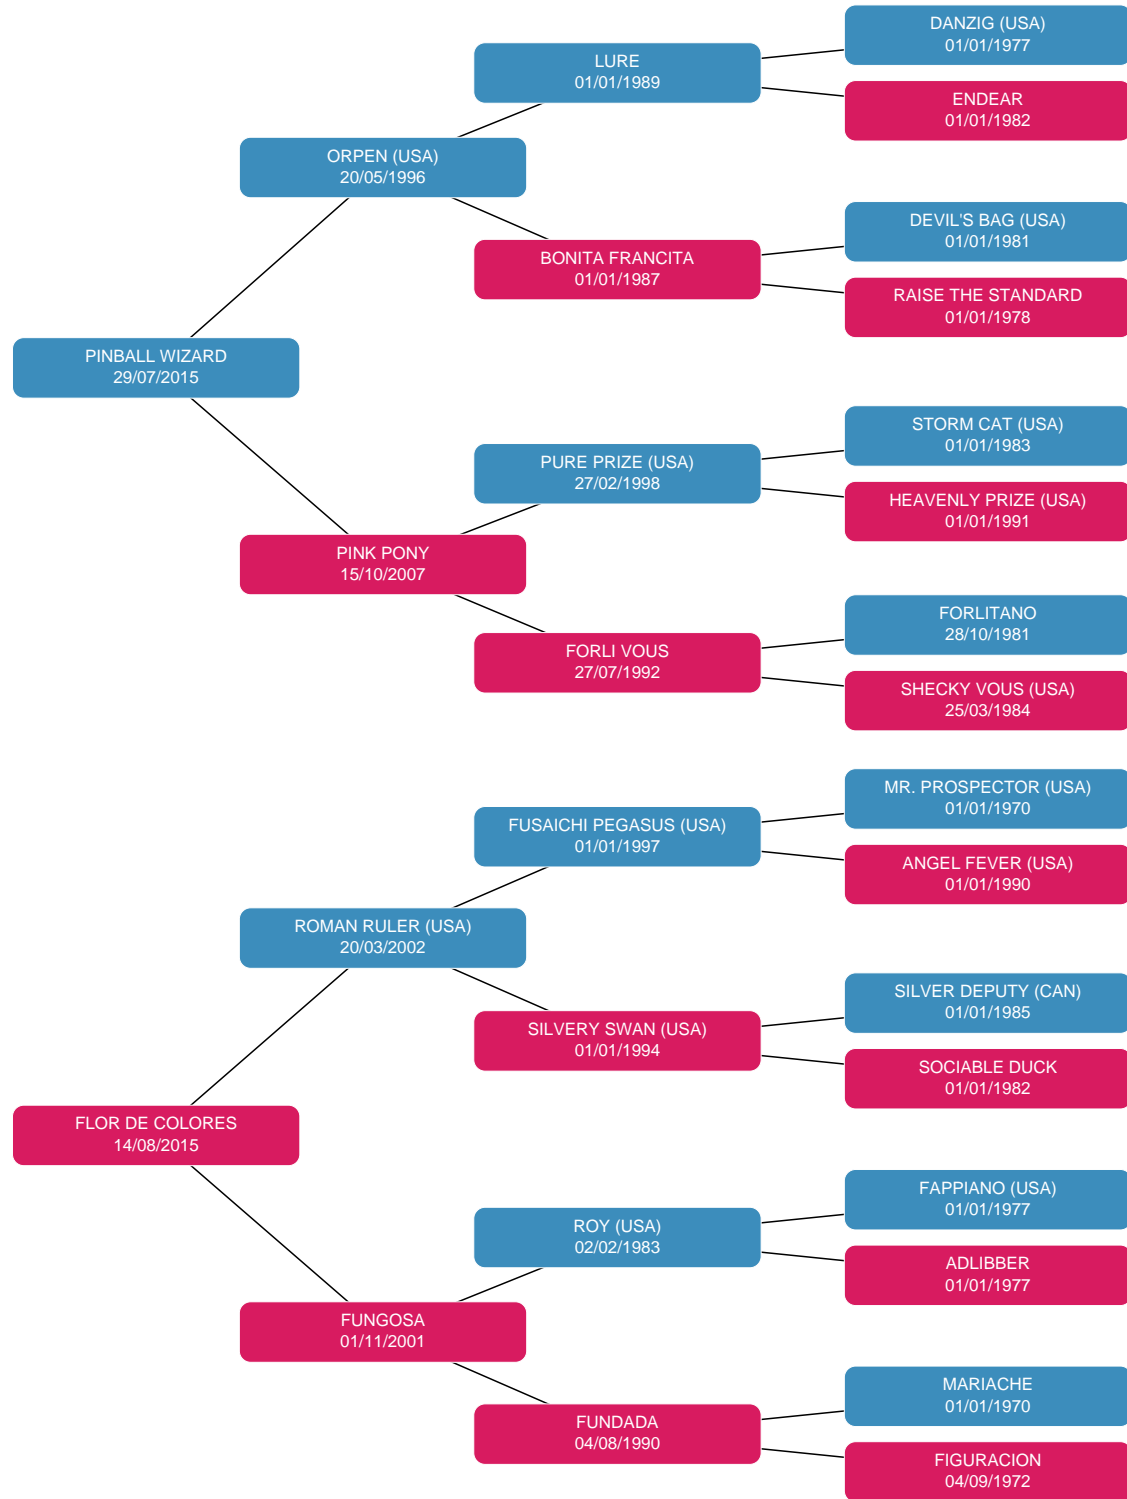 DANZIG (USA)
01/01/1977
LURE
01/01/1989
ENDEAR
01/01/1982
ORPEN (USA)
20/05/1996
DEVIL'S BAG (USA)
01/01/1981
BONITA FRANCITA
01/01/1987
RAISE THE STANDARD
01/01/1978
PINBALL WIZARD
29/07/2015
STORM CAT (USA)
01/01/1983
PURE PRIZE (USA)
27/02/1998
HEAVENLY PRIZE (USA)
01/01/1991
PINK PONY
15/10/2007
FORLITANO
28/10/1981
FORLI VOUS
27/07/1992
SHECKY VOUS (USA)
25/03/1984
MR. PROSPECTOR (USA)
01/01/1970
FUSAICHI PEGASUS (USA)
01/01/1997
ANGEL FEVER (USA)
01/01/1990
ROMAN RULER (USA)
20/03/2002
SILVER DEPUTY (CAN)
01/01/1985
SILVERY SWAN (USA)
01/01/1994
SOCIABLE DUCK
01/01/1982
FLOR DE COLORES
14/08/2015
FAPPIANO (USA)
01/01/1977
ROY (USA)
02/02/1983
ADLIBBER
01/01/1977
FUNGOSA
01/11/2001
MARIACHE
01/01/1970
FUNDADA
04/08/1990
FIGURACION
04/09/1972